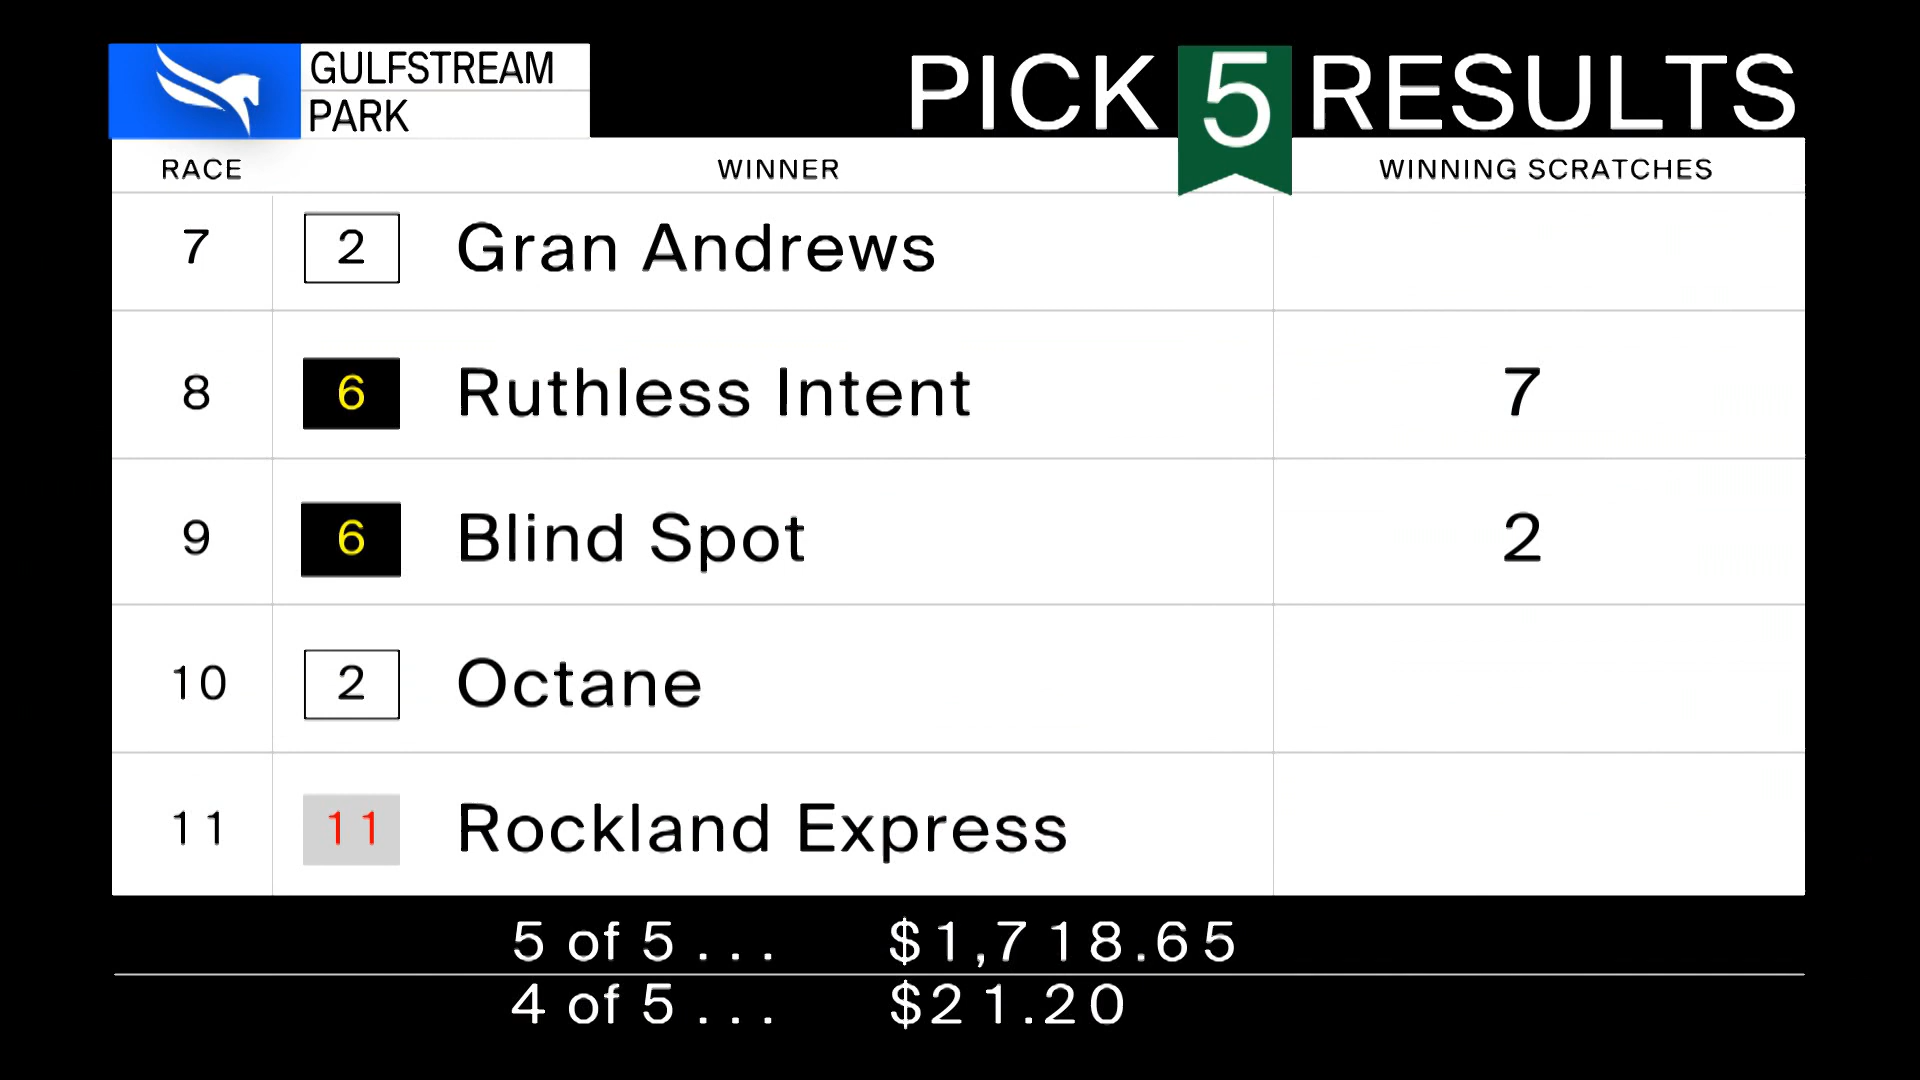 GULFSTREAM
PARK
PICK 5 RESULTS
RACE WINNER WINNING SCRATCHES
7 2 Gran Andrews
8 6 Ruthless Intent 7
9 6 Blind Spot 2
10 2 Octane
11 11 Rockland Express
5 of 5 . . . $1,718.65
4 of 5 . . . $21.20